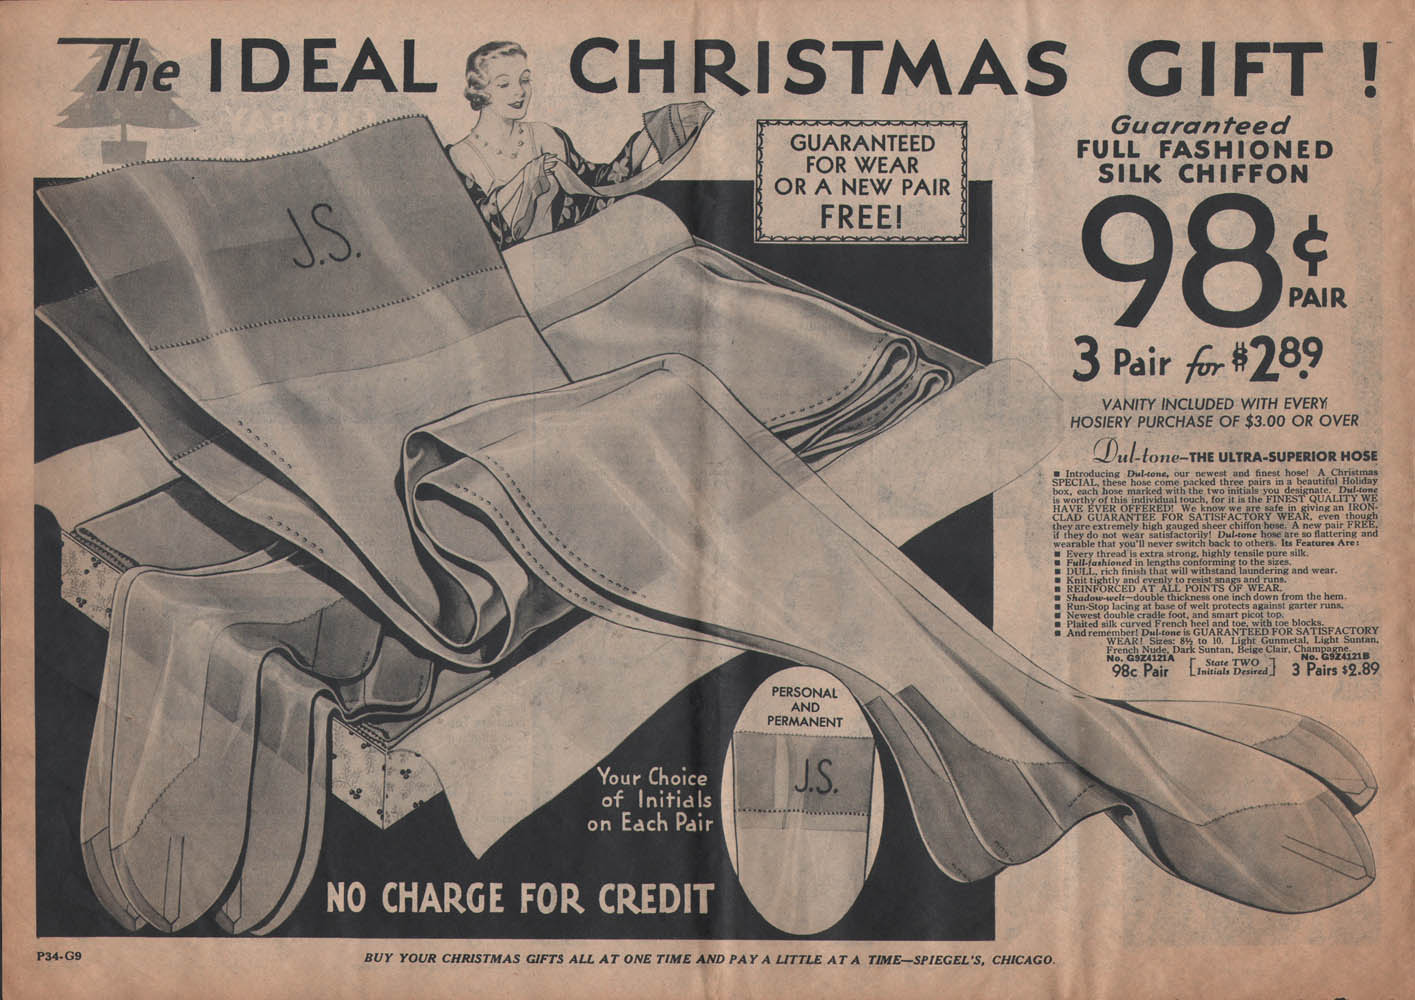 The IDEAL CHRISTMAS GIFT !
J.S.
GUARANTEED
FOR WEAR
OR A NEW PAIR
FREE!
Guaranteed
FULL FASHIONED
SILK CHIFFON
98¢
PAIR
3 Pair for $2.89
VANITY INCLUDED WITH EVERY
HOSIERY PURCHASE OF $3.00 OR OVER
Dul-tone—THE ULTRA-SUPERIOR HOSE
■ Introducing Dul-tone, our newest and finest hose! A Christmas
SPECIAL, these hose come packed three pairs in a beautiful Holiday
box, each hose marked with the two initials you designate. Dul-tone
is worthy of this individual touch, for it is the FINEST QUALITY WE
HAVE EVER OFFERED! We know we are safe in giving an IRON-
CLAD GUARANTEE FOR SATISFACTORY WEAR, even though
they are extremely high gauged sheer chiffon hose. A new pair FREE,
if they do not wear satisfactorily! Dul-tone hose are so flattering and
wearable that you'll never switch back to others. Its Features Are:
■ Every thread is extra strong, highly tensile pure silk.
■ Full-fashioned in lengths conforming to the sizes.
■ DULL, rich finish that will withstand laundering and wear.
■ Knit tightly and evenly to resist snags and runs.
■ REINFORCED AT ALL POINTS OF WEAR.
■ Shadow-welt—double thickness one inch down from the hem.
■ Run-Stop lacing at base of welt protects against garter runs.
■ Newest double cradle foot, and smart picot top.
■ Plaited silk curved French heel and toe, with toe blocks.
■ And remember! Dul-tone is GUARANTEED FOR SATISFACTORY
WEAR! Sizes: 8½ to 10. Light Gunmetal, Light Suntan,
French Nude, Dark Suntan, Beige Clair, Champagne.
No. G9Z4121A [State TWO No. G9Z4121B
98c Pair Initials Desired] 3 Pairs $2.89
PERSONAL
AND
PERMANENT
J.S.
Your Choice
of Initials
on Each Pair
NO CHARGE FOR CREDIT
P34-G9
BUY YOUR CHRISTMAS GIFTS ALL AT ONE TIME AND PAY A LITTLE AT A TIME—SPIEGEL'S, CHICAGO.